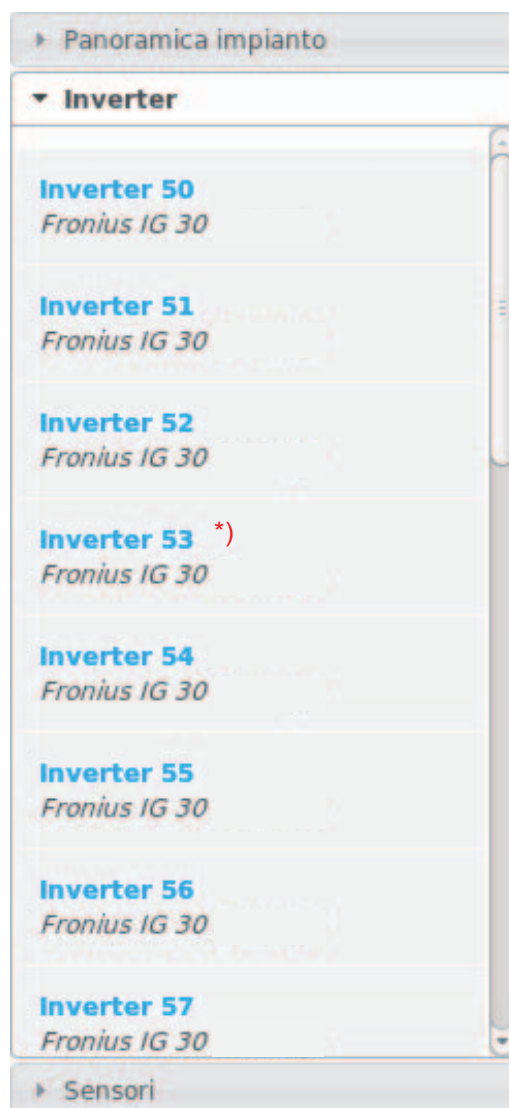 Panoramica impianto
Inverter
Inverter 50
Fronius IG 30
Inverter 51
Fronius IG 30
Inverter 52
Fronius IG 30
Inverter 53 *)
Fronius IG 30
Inverter 54
Fronius IG 30
Inverter 55
Fronius IG 30
Inverter 56
Fronius IG 30
Inverter 57
Fronius IG 30
Sensori